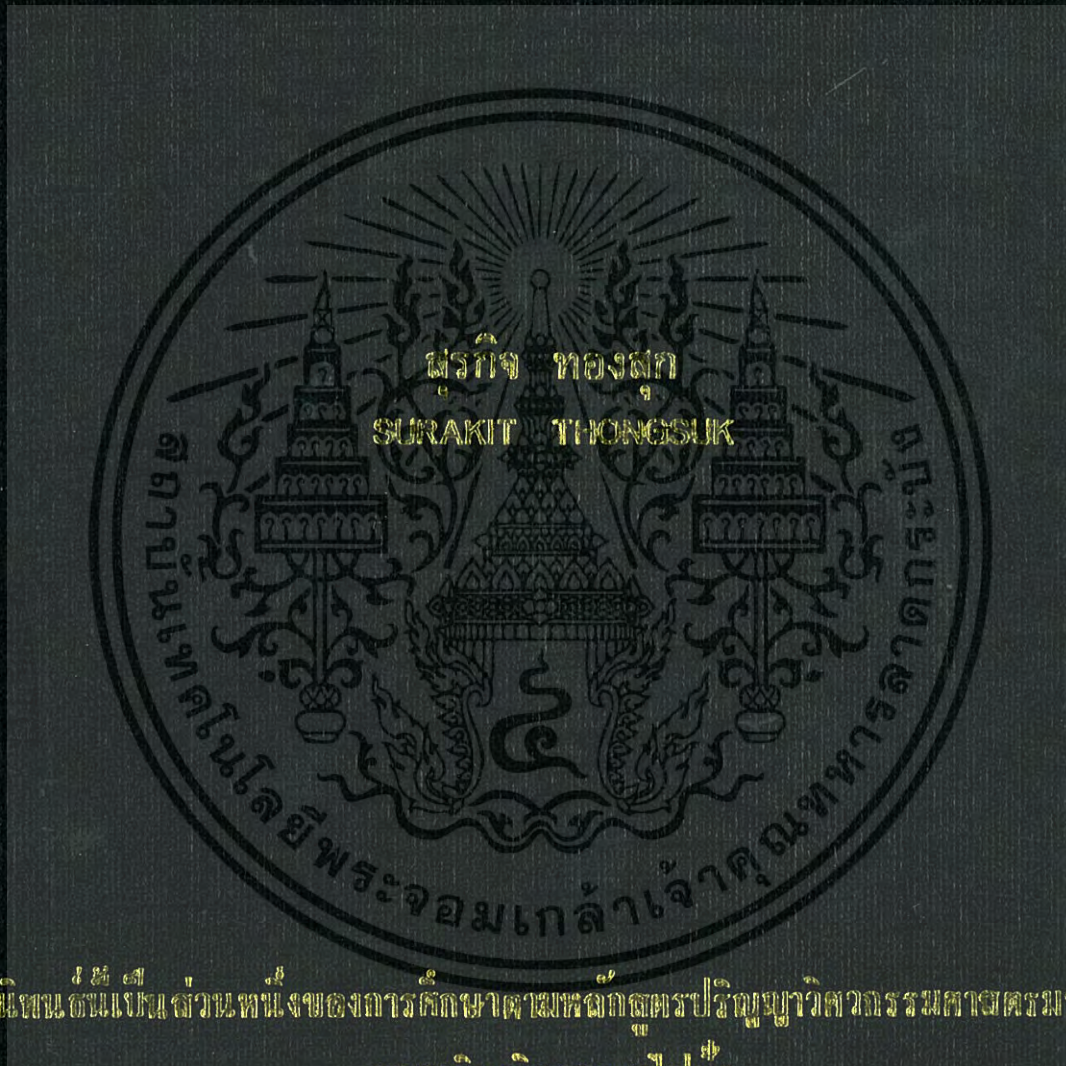 สุรกิจ ทองสุก
SURAKIT THONGSUK
สถาบันเทคโนโลยีพระจอมเกล้าเจ้าคุณทหารลาดกระบัง
นิพนธ์นี้เป็นส่วนหนึ่งของการศึกษาตามหลักสูตรปริญญาวิศวกรรมศาสตรม